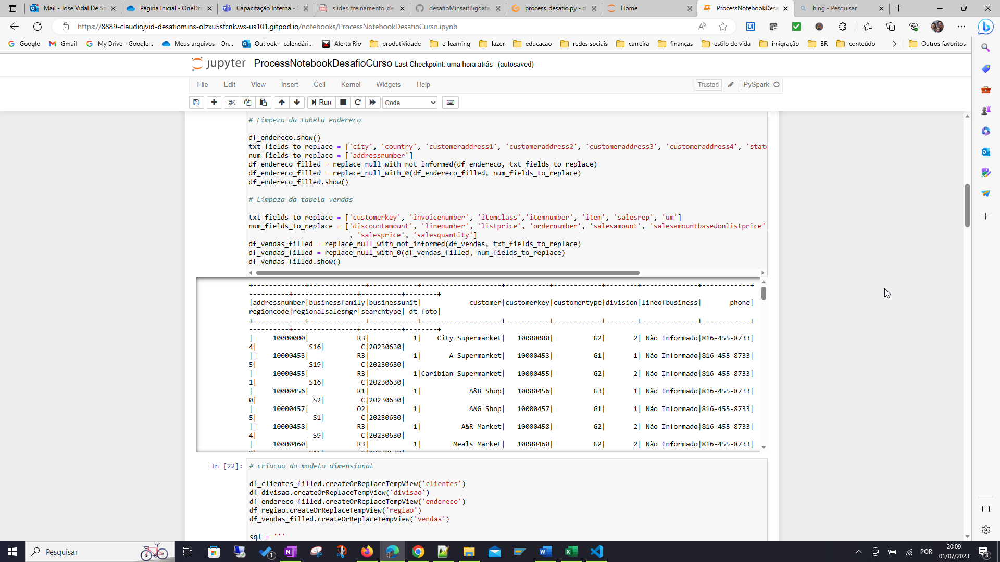 Mail - Jose Vidal De Sc
Página Inicial - OneDri
Capacitação Interna - S
slides_treinamento_de
desafioMinsaitBigdata
process_desafio.py - d
Home
ProcessNotebookDesa
bing - Pesquisar
https://8889-claudiojvid-desafiomins-olzxu5sfcnk.ws-us101.gitpod.io/notebooks/ProcessNotebookDesafioCurso.ipynb
Google
Gmail
My Drive - Google...
Meus arquivos - On...
Outlook – calendári...
Alerta Rio
produtividade
e-learning
lazer
educacao
redes sociais
carreira
finanças
estilo de vida
imigração
BR
conteúdo
Outros favoritos
jupyter ProcessNotebookDesafioCurso Last Checkpoint: uma hora atrás (autosaved)
File Edit View Insert Cell Kernel Widgets Help
Trusted
PySpark
Run
Code
# Limpeza da tabela endereco
df_endereco.show()
txt_fields_to_replace = ['city', 'country', 'customeraddress1', 'customeraddress2', 'customeraddress3', 'customeraddress4', 'state
num_fields_to_replace = ['addressnumber']
df_endereco_filled = replace_null_with_not_informed(df_endereco, txt_fields_to_replace)
df_endereco_filled = replace_null_with_0(df_endereco_filled, num_fields_to_replace)
df_endereco_filled.show()
# Limpeza da tabela vendas
txt_fields_to_replace = ['customerkey', 'invoicenumber', 'itemclass','itemnumber', 'item', 'salesrep', 'um']
num_fields_to_replace = ['discountamount', 'linenumber', 'listprice', 'ordernumber', 'salesamount', 'salesamountbasedonlistprice'
, 'salesprice', 'salesquantity']
df_vendas_filled = replace_null_with_not_informed(df_vendas, txt_fields_to_replace)
df_vendas_filled = replace_null_with_0(df_vendas_filled, num_fields_to_replace)
df_vendas_filled.show()
+-------------+--------------+------------+--------------------+-----------+------------+--------+--------------+------------+
----------+----------------+----------+--------+
|addressnumber|businessfamily|businessunit|            customer|customerkey|customertype|division|lineofbusiness|       phone|
regioncode|regionalsalesmgr|searchtype| dt_foto|
+-------------+--------------+------------+--------------------+-----------+------------+--------+--------------+------------+
----------+----------------+----------+--------+
|     10000000|            R3|           1|    City Supermarket|   10000000|          G2|       2| Não Informado|816-455-8733|
4|             S16|         C|20230630|
|     10000453|            R3|           1|       A Supermarket|   10000453|          G1|       1| Não Informado|816-455-8733|
5|             S19|         C|20230630|
|     10000455|            R3|           1|Caribian Supermarket|   10000455|          G2|       2| Não Informado|816-455-8733|
1|             S16|         C|20230630|
|     10000456|            R1|           1|            A&B Shop|   10000456|          G3|       1| Não Informado|816-455-8733|
0|              S2|         C|20230630|
|     10000457|            O2|           1|            A&G Shop|   10000457|          G1|       1| Não Informado|816-455-8733|
5|              S1|         C|20230630|
|     10000458|            R3|           1|          A&R Market|   10000458|          G2|       2| Não Informado|816-455-8733|
4|              S9|         C|20230630|
|     10000460|            R3|           1|        Meals Market|   10000460|          G2|       2| Não Informado|816-455-8733|
In [22]:
# criacao do modelo dimensional
df_clientes_filled.createOrReplaceTempView('clientes')
df_divisao.createOrReplaceTempView('divisao')
df_endereco_filled.createOrReplaceTempView('endereco')
df_regiao.createOrReplaceTempView('regiao')
df_vendas_filled.createOrReplaceTempView('vendas')
sql = '''
Pesquisar
1
POR
20:09
01/07/2023
3